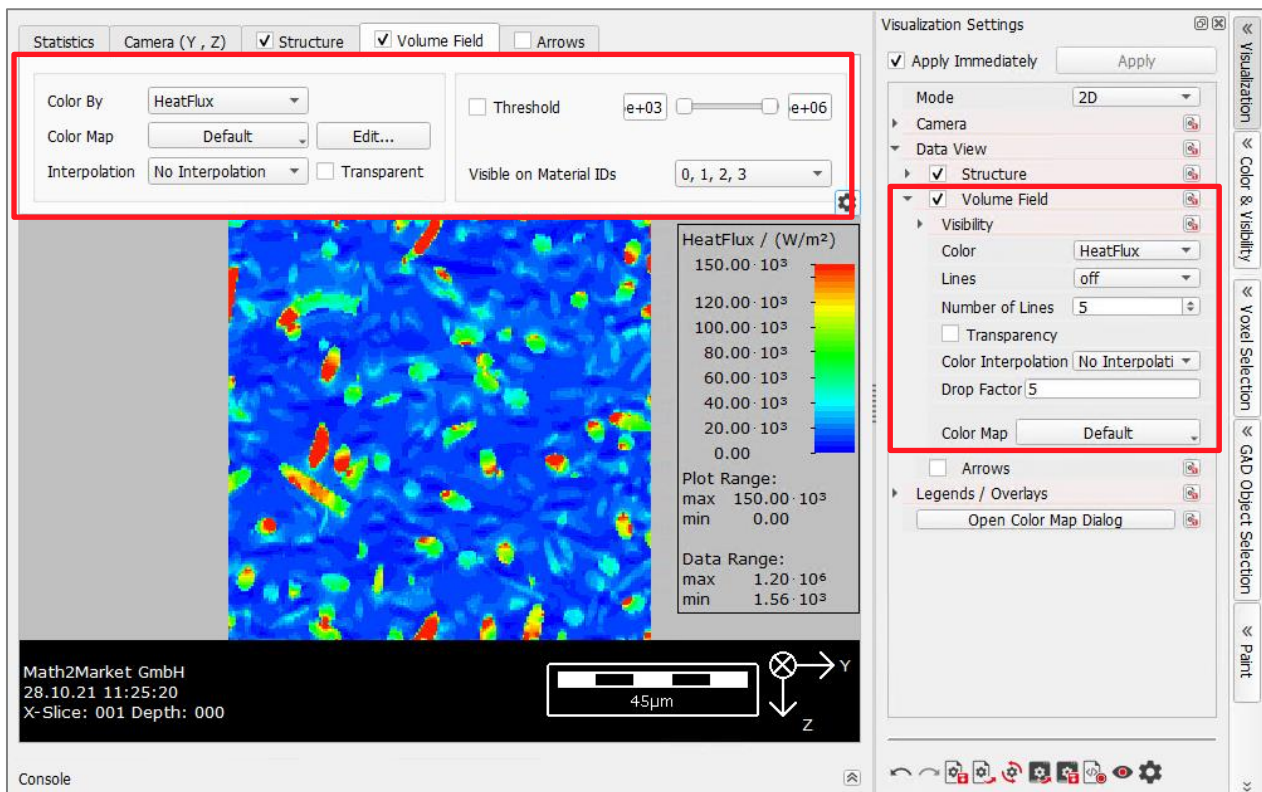 Statistics
Camera (Y , Z)
Structure
Volume Field
Arrows
Color By HeatFlux
Color Map Default Edit...
Interpolation No Interpolation Transparent
Threshold e+03 e+06
Visible on Material IDs 0, 1, 2, 3
HeatFlux / (W/m²)
150.00·10³
120.00·10³
100.00·10³
80.00·10³
60.00·10³
40.00·10³
20.00·10³
0.00
Plot Range:
max 150.00·10³
min 0.00
Data Range:
max 1.20·10⁶
min 1.56·10³
Math2Market GmbH
28.10.21 11:25:20
X-Slice: 001 Depth: 000
45µm
Y
Z
Console
Visualization Settings
Apply Immediately Apply
Mode 2D
Camera
Data View
Structure
Volume Field
Visibility
Color HeatFlux
Lines off
Number of Lines 5
Transparency
Color Interpolation No Interpolati
Drop Factor 5
Color Map Default
Arrows
Legends / Overlays
Open Color Map Dialog
« Visualization
« Color & Visibility
« Voxel Selection
« GAD Object Selection
« Paint